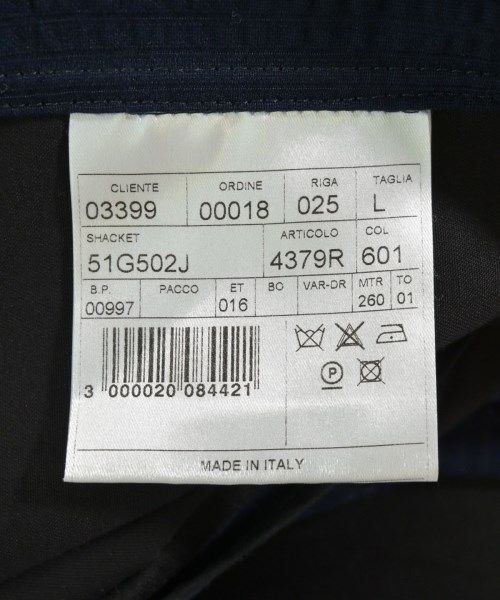 CLIENTE ORDINE RIGA TAGLIA
03399 00018 025 L
SHACKET ARTICOLO COL
51G502J 4379R 601
B.P. PACCO ET BO VAR-DR MTR TO
00997 016 260 01
P
3 000020 084421
MADE IN ITALY